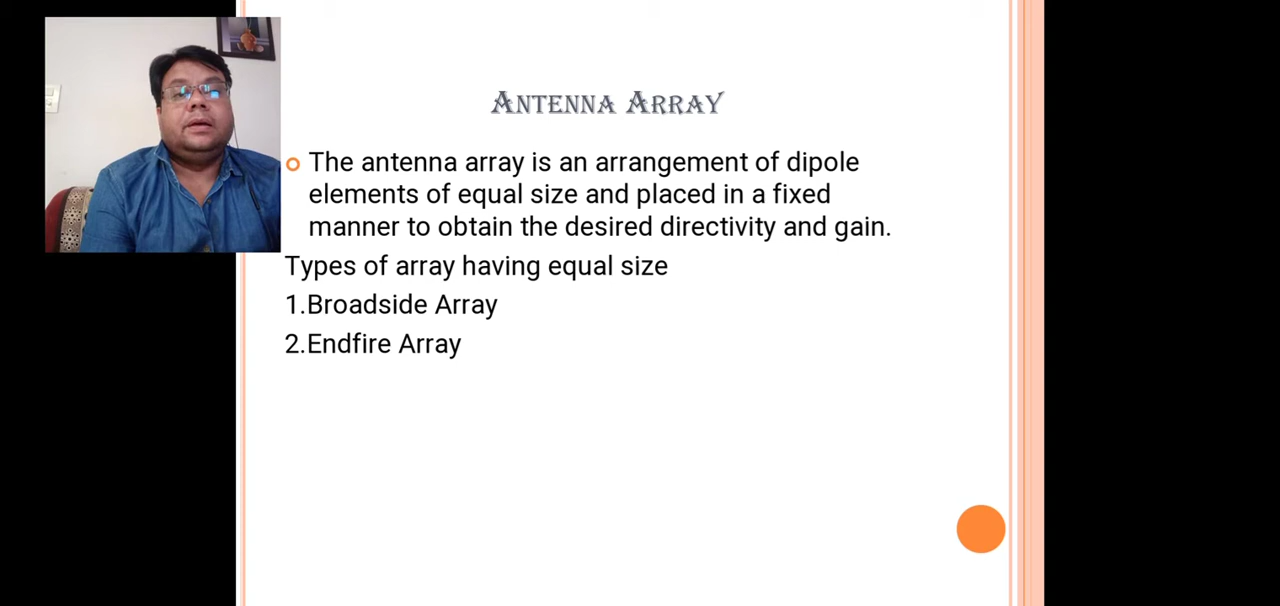 Antenna Array
The antenna array is an arrangement of dipole
elements of equal size and placed in a fixed
manner to obtain the desired directivity and gain.
Types of array having equal size
1.Broadside Array
2.Endfire Array